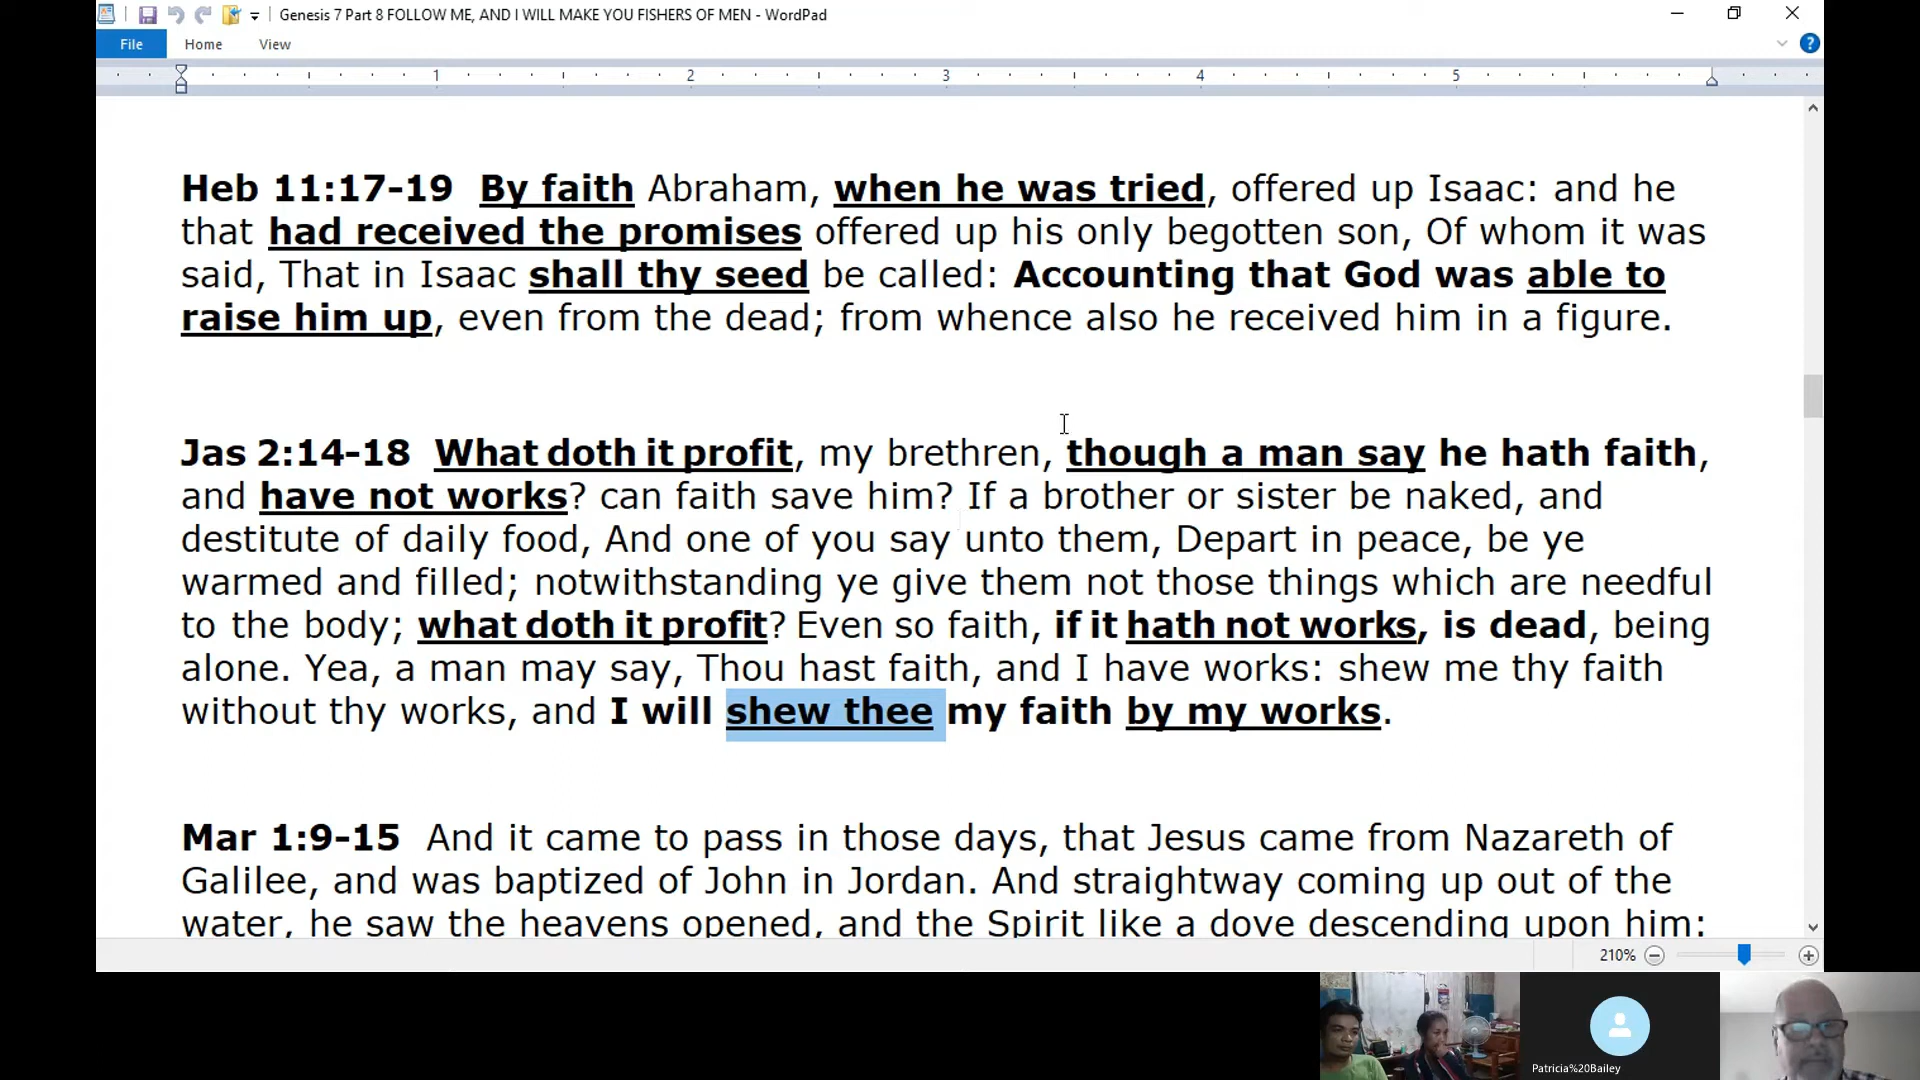 Genesis 7 Part 8 FOLLOW ME, AND I WILL MAKE YOU FISHERS OF MEN - WordPad
File Home View
1 2 3 4 5
Heb 11:17-19 By faith Abraham, when he was tried, offered up Isaac: and he
that had received the promises offered up his only begotten son, Of whom it was
said, That in Isaac shall thy seed be called: Accounting that God was able to
raise him up, even from the dead; from whence also he received him in a figure.
Jas 2:14-18 What doth it profit, my brethren, though a man say he hath faith,
and have not works? can faith save him? If a brother or sister be naked, and
destitute of daily food, And one of you say unto them, Depart in peace, be ye
warmed and filled; notwithstanding ye give them not those things which are needful
to the body; what doth it profit? Even so faith, if it hath not works, is dead, being
alone. Yea, a man may say, Thou hast faith, and I have works: shew me thy faith
without thy works, and I will shew thee my faith by my works.
Mar 1:9-15 And it came to pass in those days, that Jesus came from Nazareth of
Galilee, and was baptized of John in Jordan. And straightway coming up out of the
water, he saw the heavens opened, and the Spirit like a dove descending upon him:
210%
Patricia%20Bailey